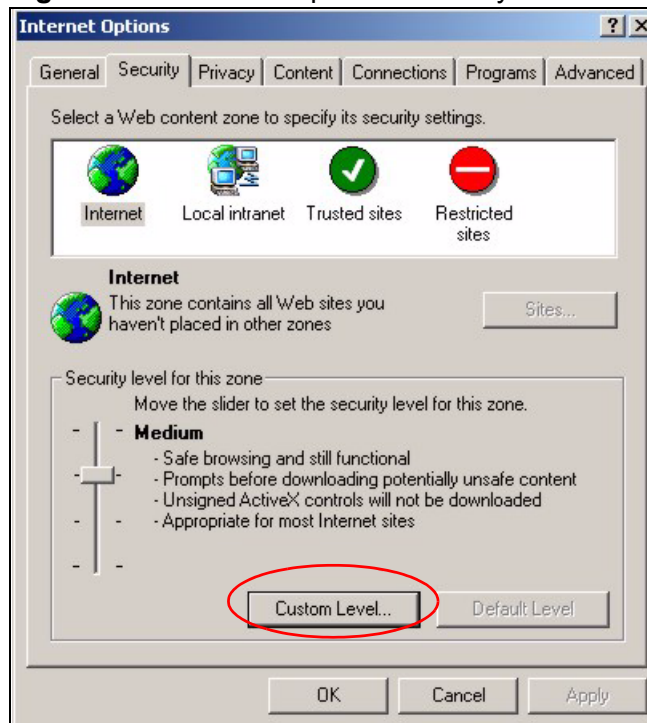 Internet Options
General Security Privacy Content Connections Programs Advanced
Select a Web content zone to specify its security settings.
Internet
Local intranet
Trusted sites
Restricted
sites
Internet
This zone contains all Web sites you
haven't placed in other zones
Sites...
Security level for this zone
Move the slider to set the security level for this zone.
Medium
- Safe browsing and still functional
- Prompts before downloading potentially unsafe content
- Unsigned ActiveX controls will not be downloaded
- Appropriate for most Internet sites
Custom Level...
Default Level
OK
Cancel
Apply